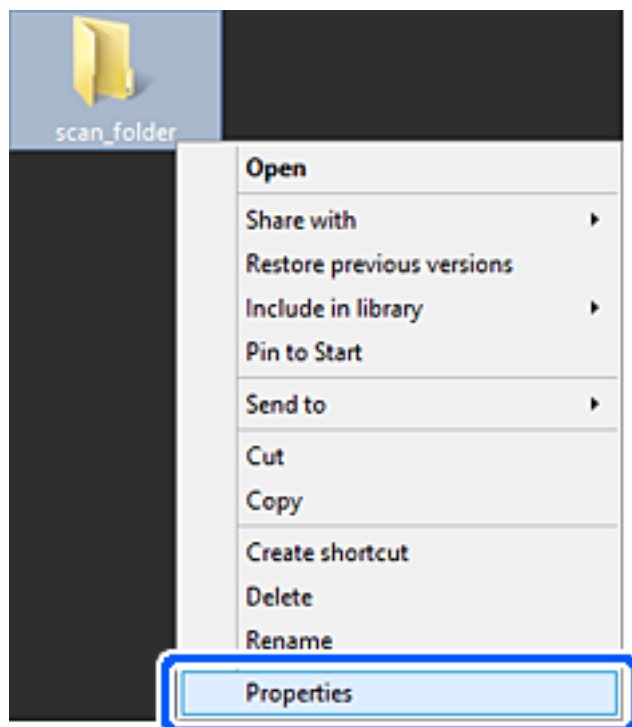 scan_folder
Open
Share with
Restore previous versions
Include in library
Pin to Start
Send to
Cut
Copy
Create shortcut
Delete
Rename
Properties